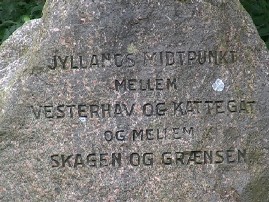 JYLLANDS MIDTPUNKT
MELLEM
VESTERHAV OG KATTEGAT
OG MELLEM
SKAGEN OG GRÆNSEN